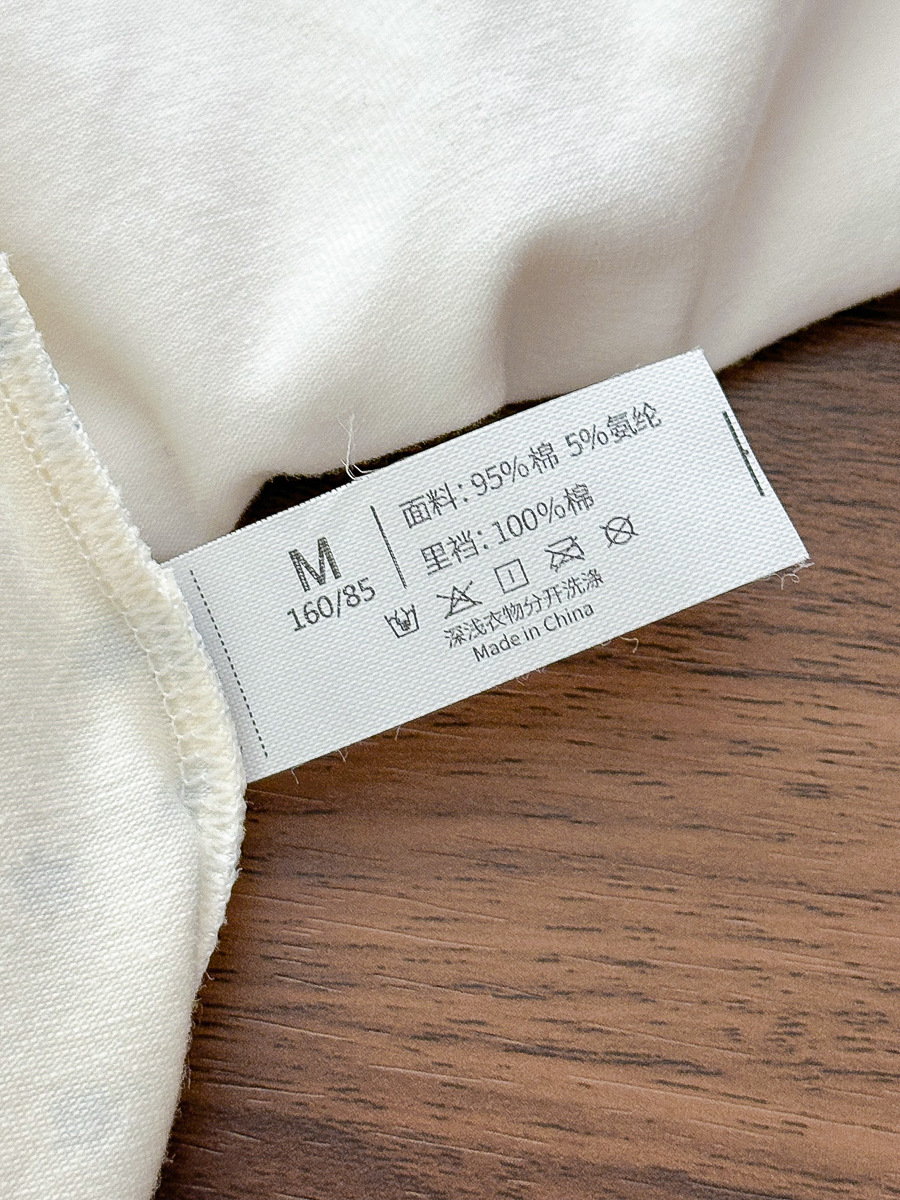 M
160/85
面料:95%棉 5%氨纶
里裆:100%棉
深浅衣物分开洗涤
Made in China